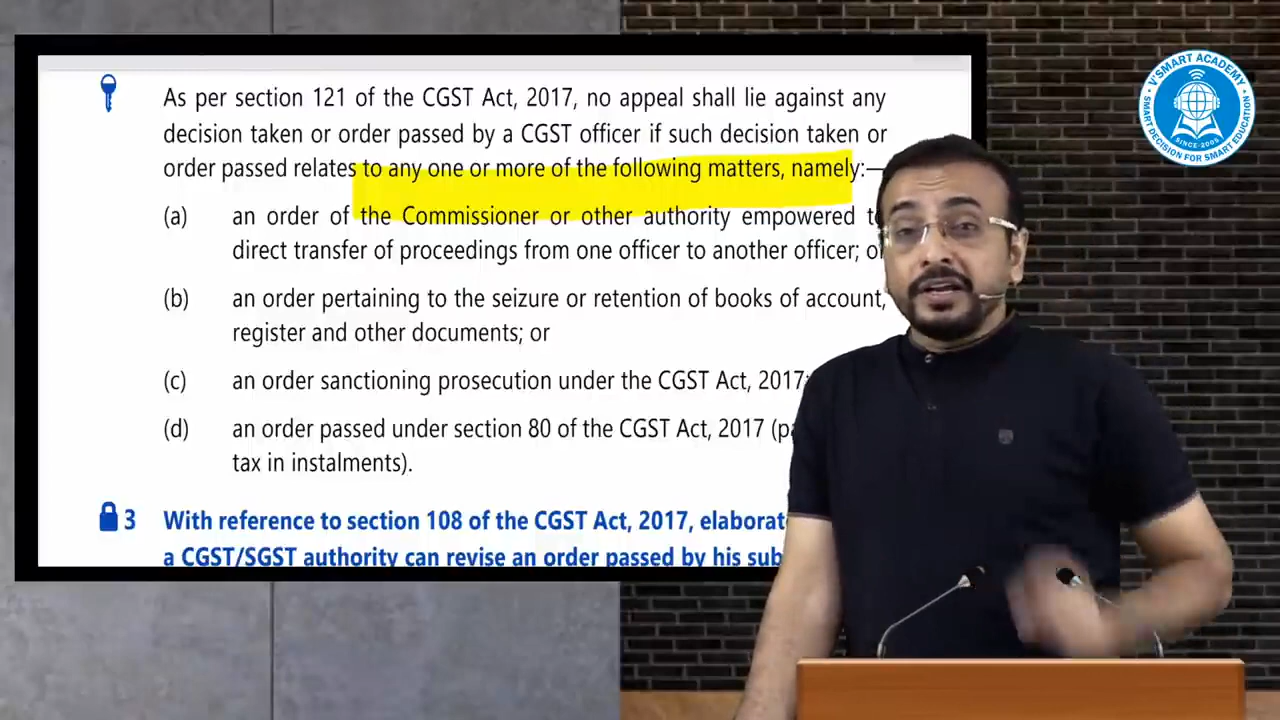 As per section 121 of the CGST Act, 2017, no appeal shall lie against any
decision taken or order passed by a CGST officer if such decision taken or
order passed relates to any one or more of the following matters, namely:—
(a) an order of the Commissioner or other authority empowered
direct transfer of proceedings from one officer to another officer;
(b) an order pertaining to the seizure or retention of books of account,
register and other documents; or
(c) an order sanctioning prosecution under the CGST Act, 2017;
(d) an order passed under section 80 of the CGST Act, 2017
tax in instalments).
3 With reference to section 108 of the CGST Act, 2017,
a CGST/SGST authority can revise an order passed by his
V'SMART ACADEMY
SINCE-2005
SMART DECISION FOR SMART EDUCATION